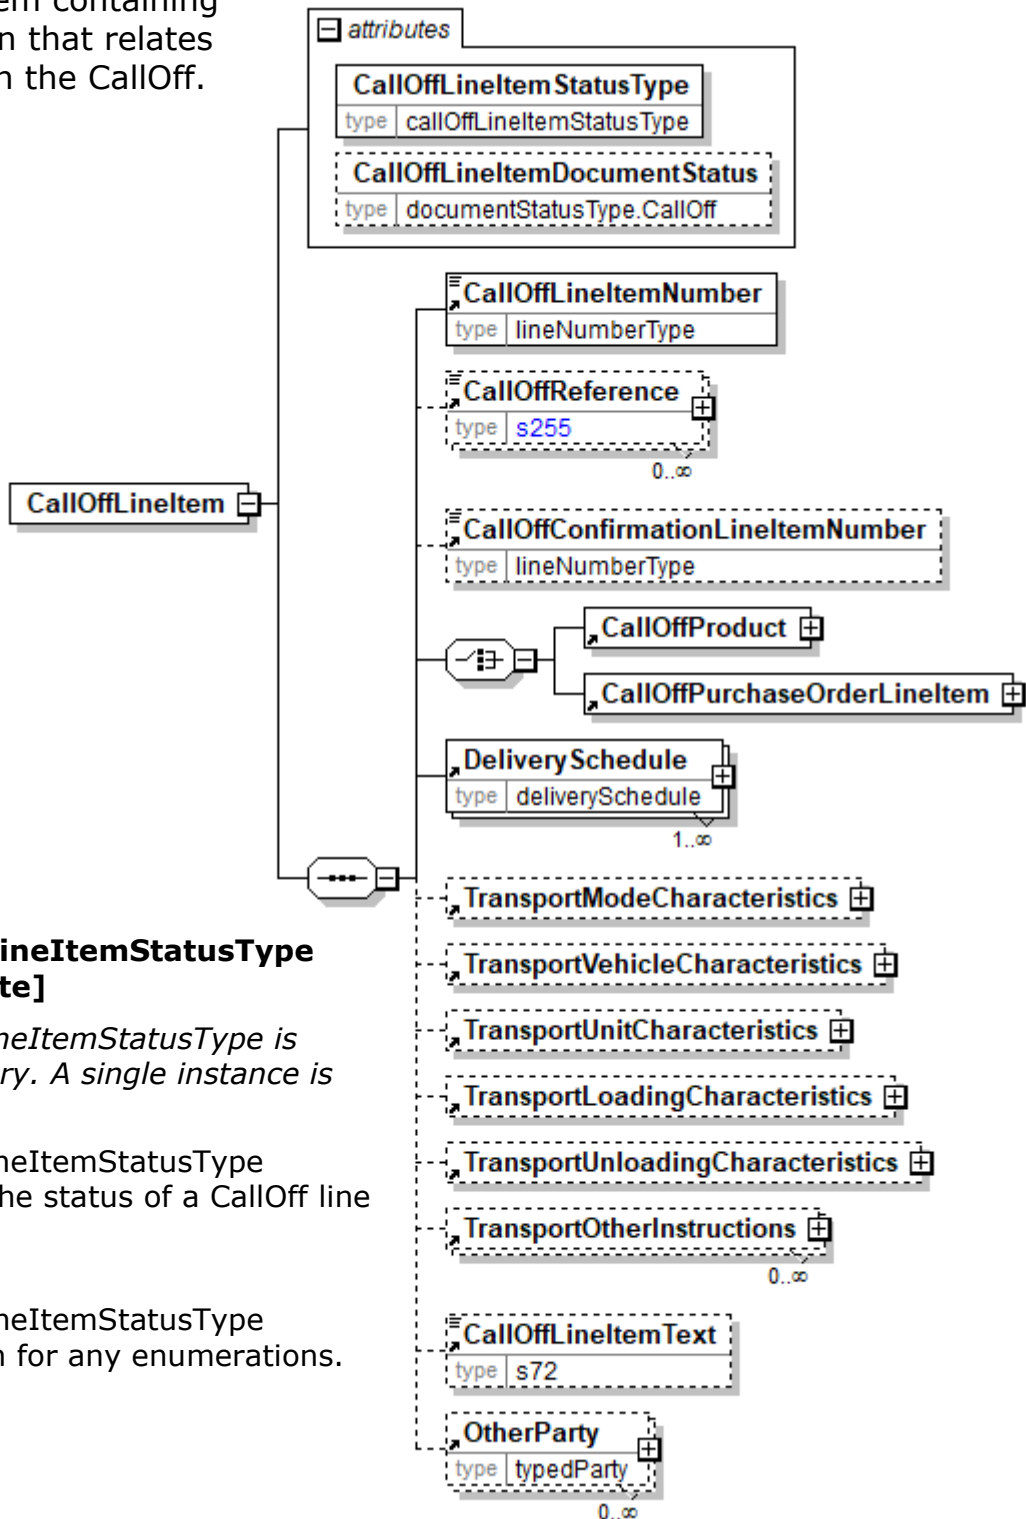 em containing
n that relates
n the CallOff.
attributes
CallOffLineItemStatusType
type callOffLineItemStatusType
CallOffLineItemDocumentStatus
type documentStatusType.CallOff
CallOffLineItemNumber
type lineNumberType
CallOffReference
type s255
0..∞
CallOffLineItem
CallOffConfirmationLineItemNumber
type lineNumberType
CallOffProduct
CallOffPurchaseOrderLineItem
DeliverySchedule
type deliverySchedule
1..∞
TransportModeCharacteristics
ineItemStatusType
te]
TransportVehicleCharacteristics
neItemStatusType is
ry. A single instance is
TransportUnitCharacteristics
TransportLoadingCharacteristics
neItemStatusType
he status of a CallOff line
TransportUnloadingCharacteristics
TransportOtherInstructions
0..∞
neItemStatusType
n for any enumerations.
CallOffLineItemText
type s72
OtherParty
type typedParty
0..∞